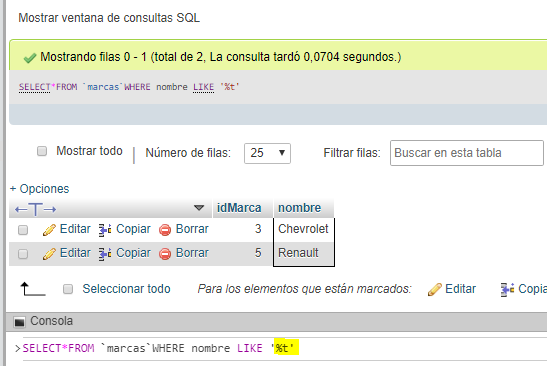 Mostrar ventana de consultas SQL
Mostrando filas 0 - 1 (total de 2, La consulta tardó 0,0704 segundos.)
SELECT*FROM `marcas`WHERE nombre LIKE '%t'
Mostrar todo Número de filas: 25 Filtrar filas: Buscar en esta tabla
+ Opciones
←T→ idMarca nombre
Editar Copiar Borrar 3 Chevrolet
Editar Copiar Borrar 5 Renault
Seleccionar todo Para los elementos que están marcados: Editar Copia
Consola
>SELECT*FROM `marcas`WHERE nombre LIKE '%t'